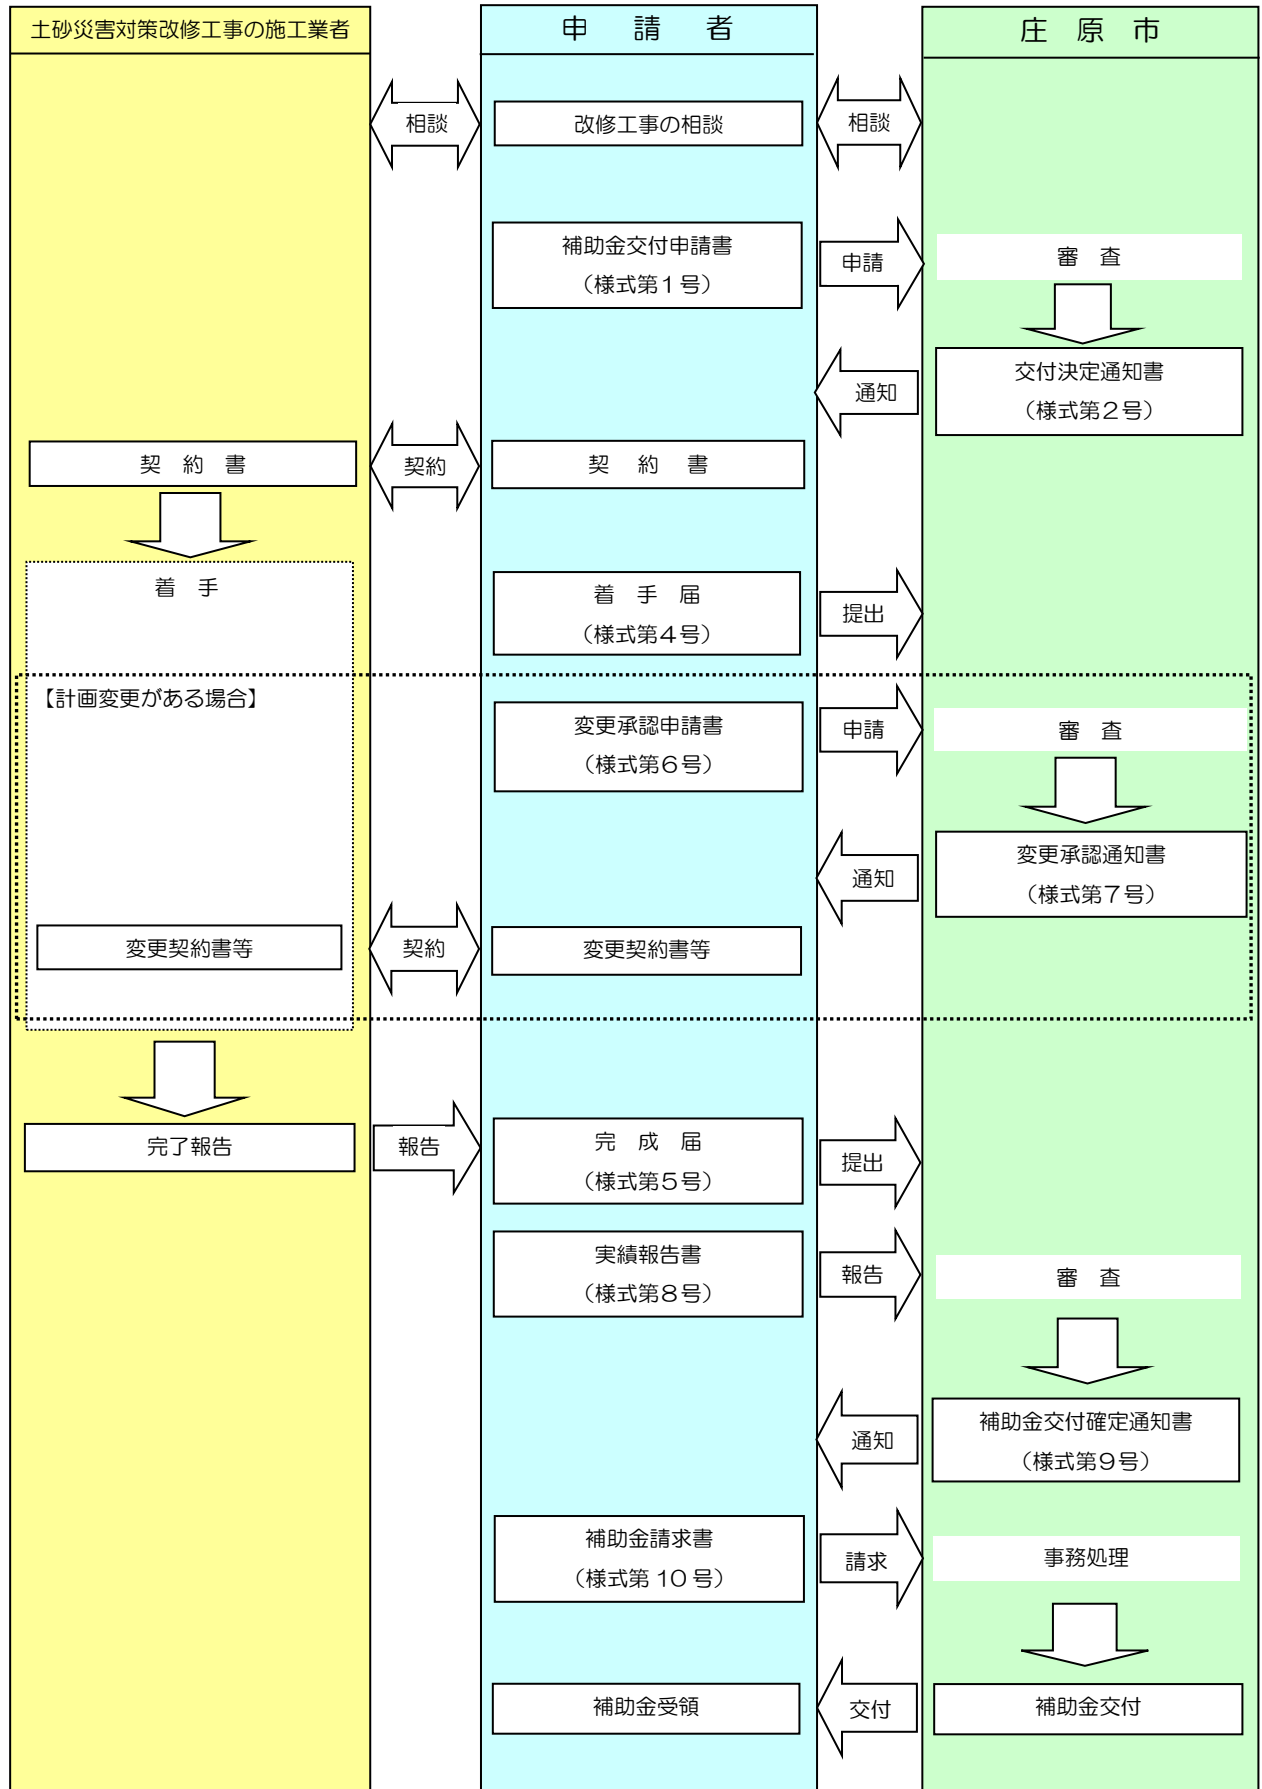 土砂災害対策改修工事の施工業者
申　請　者
庄　原　市
相談
改修工事の相談
相談
補助金交付申請書
（様式第１号）
申請
審　査
通知
交付決定通知書
（様式第２号）
契　約　書
契約
契　約　書
着　手
着　手　届
（様式第４号）
提出
【計画変更がある場合】
変更承認申請書
（様式第６号）
申請
審　査
通知
変更承認通知書
（様式第７号）
変更契約書等
契約
変更契約書等
完了報告
報告
完　成　届
（様式第５号）
提出
実績報告書
（様式第８号）
報告
審　査
通知
補助金交付確定通知書
（様式第９号）
補助金請求書
（様式第 10 号）
請求
事務処理
補助金受領
交付
補助金交付